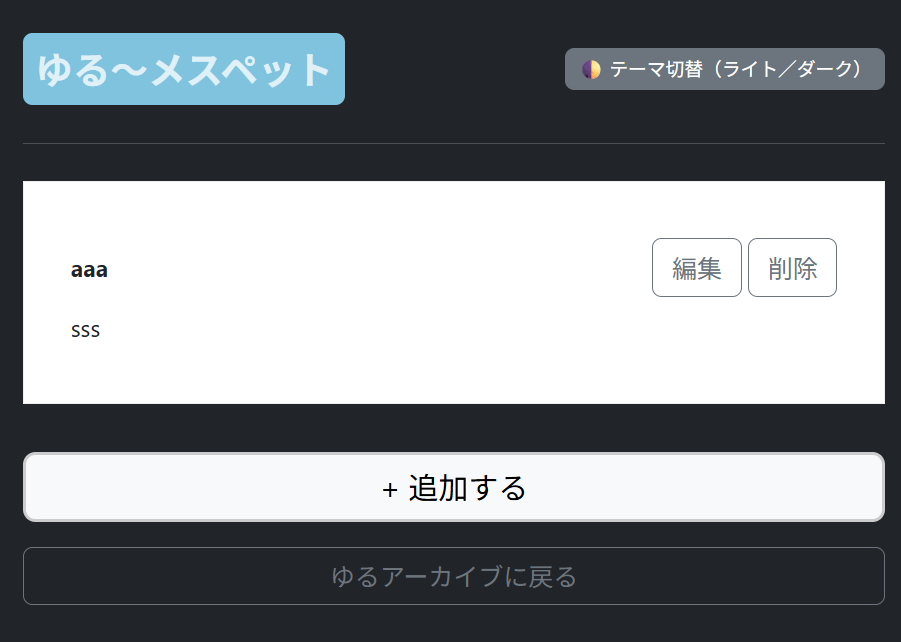 ゆる～メスペット
🌓 テーマ切替（ライト／ダーク）
aaa
編集
削除
sss
+ 追加する
ゆるアーカイブに戻る